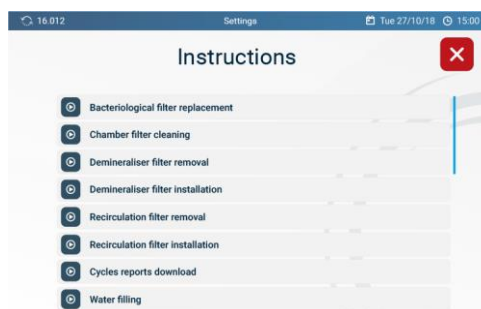 16.012 Settings Tue 27/10/18 15:00
Instructions
Bacteriological filter replacement
Chamber filter cleaning
Demineraliser filter removal
Demineraliser filter installation
Recirculation filter removal
Recirculation filter installation
Cycles reports download
Water filling